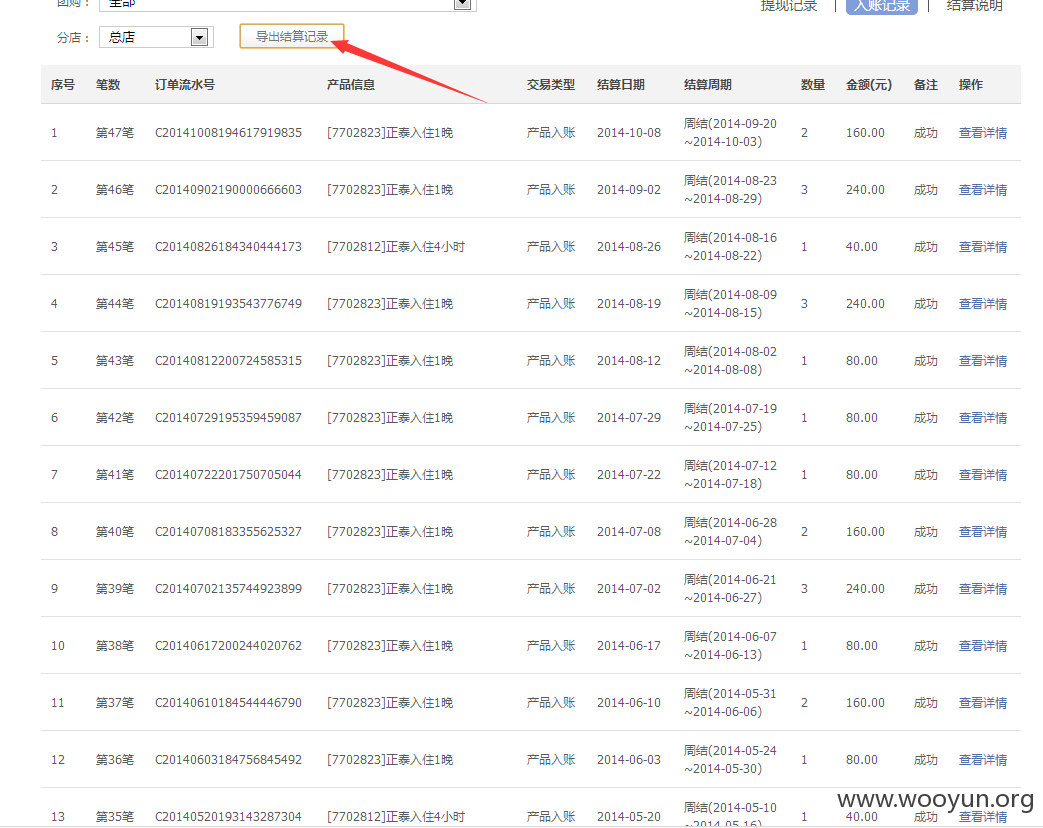 团购： 全部 提现记录 | 入账记录 | 结算说明
分店： 总店 导出结算记录
序号 笔数 订单流水号 产品信息 交易类型 结算日期 结算周期 数量 金额(元) 备注 操作
1 第47笔 C20141008194617919835 [7702823]正泰入住1晚 产品入账 2014-10-08 周结(2014-09-20 2 160.00 成功 查看详情
~2014-10-03)
2 第46笔 C20140902190000666603 [7702823]正泰入住1晚 产品入账 2014-09-02 周结(2014-08-23 3 240.00 成功 查看详情
~2014-08-29)
3 第45笔 C20140826184340444173 [7702812]正泰入住4小时 产品入账 2014-08-26 周结(2014-08-16 1 40.00 成功 查看详情
~2014-08-22)
4 第44笔 C20140819193543776749 [7702823]正泰入住1晚 产品入账 2014-08-19 周结(2014-08-09 3 240.00 成功 查看详情
~2014-08-15)
5 第43笔 C20140812200724585315 [7702823]正泰入住1晚 产品入账 2014-08-12 周结(2014-08-02 1 80.00 成功 查看详情
~2014-08-08)
6 第42笔 C20140729195359459087 [7702823]正泰入住1晚 产品入账 2014-07-29 周结(2014-07-19 1 80.00 成功 查看详情
~2014-07-25)
7 第41笔 C20140722201750705044 [7702823]正泰入住1晚 产品入账 2014-07-22 周结(2014-07-12 1 80.00 成功 查看详情
~2014-07-18)
8 第40笔 C20140708183355625327 [7702823]正泰入住1晚 产品入账 2014-07-08 周结(2014-06-28 2 160.00 成功 查看详情
~2014-07-04)
9 第39笔 C20140702135744923899 [7702823]正泰入住1晚 产品入账 2014-07-02 周结(2014-06-21 3 240.00 成功 查看详情
~2014-06-27)
10 第38笔 C20140617200244020762 [7702823]正泰入住1晚 产品入账 2014-06-17 周结(2014-06-07 1 80.00 成功 查看详情
~2014-06-13)
11 第37笔 C20140610184544446790 [7702823]正泰入住1晚 产品入账 2014-06-10 周结(2014-05-31 2 160.00 成功 查看详情
~2014-06-06)
12 第36笔 C20140603184756845492 [7702823]正泰入住1晚 产品入账 2014-06-03 周结(2014-05-24 1 80.00 成功 查看详情
~2014-05-30)
13 第35笔 C20140520193143287304 [7702812]正泰入住4小时 产品入账 2014-05-20 周结(2014-05-10 1 40.00 成功 查看详情
~2014-05-16)
www.wooyun.org